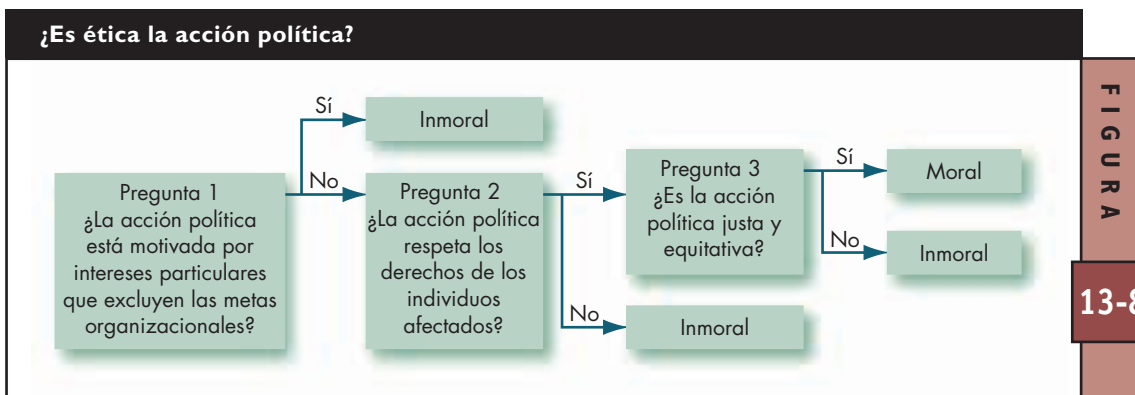 ¿Es ética la acción política?
Sí
Inmoral
No
Pregunta 1
¿La acción política
está motivada por
intereses particulares
que excluyen las metas
organizacionales?
Pregunta 2
¿La acción política
respeta los
derechos de los
individuos
afectados?
Sí
No
Inmoral
Pregunta 3
¿Es la acción
política justa y
equitativa?
Sí
Moral
No
Inmoral
FIGURA
13-8